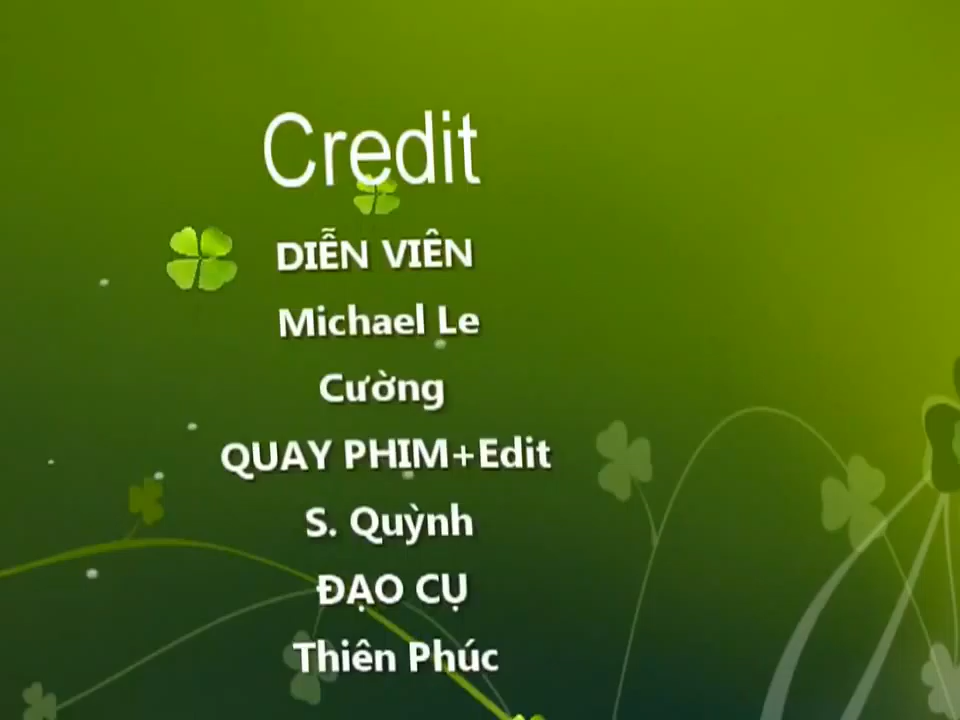 Credit
DIỄN VIÊN
Michael Le
Cường
QUAY PHIM+Edit
S. Quỳnh
ĐẠO CỤ
Thiên Phúc